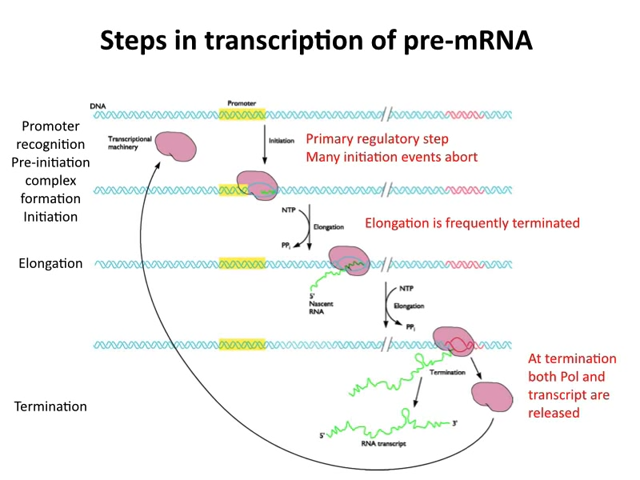 Steps in transcription of pre-mRNA
DNA
Promoter
Promoter
recognition
Pre-initiation
complex
formation
Initiation
Transcriptional
machinery
Initiation
Primary regulatory step
Many initiation events abort
NTP
Elongation
PPi
Elongation is frequently terminated
Elongation
5'
Nascent
RNA
NTP
Elongation
PPi
Termination
At termination
both Pol and
transcript are
released
Termination
5'
3'
RNA transcript